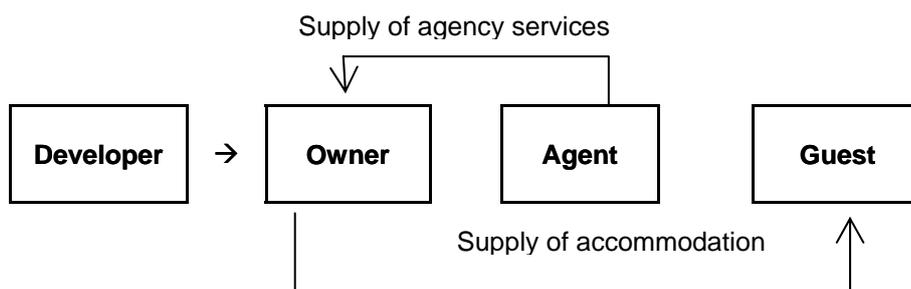 Supply of agency services
Developer → Owner Agent Guest
Supply of accommodation